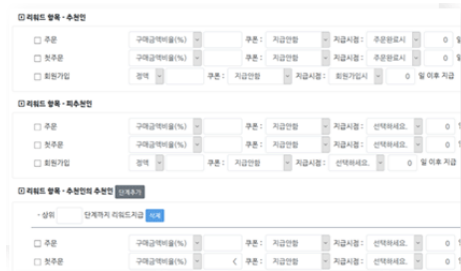 리워드 항목 - 추천인
주문 구매금액비율(%) 쿠폰 : 지급안함 지급시점 : 주문완료시 0 일
첫주문 구매금액비율(%) 쿠폰 : 지급안함 지급시점 : 주문완료시 0 일
회원가입 정액 쿠폰 : 지급안함 지급시점 : 회원가입시 0 일 이후 지급
리워드 항목 - 피추천인
주문 구매금액비율(%) 쿠폰 : 지급안함 지급시점 : 선택하세요. 0
첫주문 구매금액비율(%) 쿠폰 : 지급안함 지급시점 : 선택하세요. 0
회원가입 정액 쿠폰 : 지급안함 지급시점 : 선택하세요. 0 일 이후 지급
리워드 항목 - 추천인의 추천인 단계추가
- 상위 단계까지 리워드지급 삭제
주문 구매금액비율(%) 쿠폰 : 지급안함 지급시점 : 선택하세요. 0
첫주문 구매금액비율(%) 쿠폰 : 지급안함 지급시점 : 선택하세요. 0